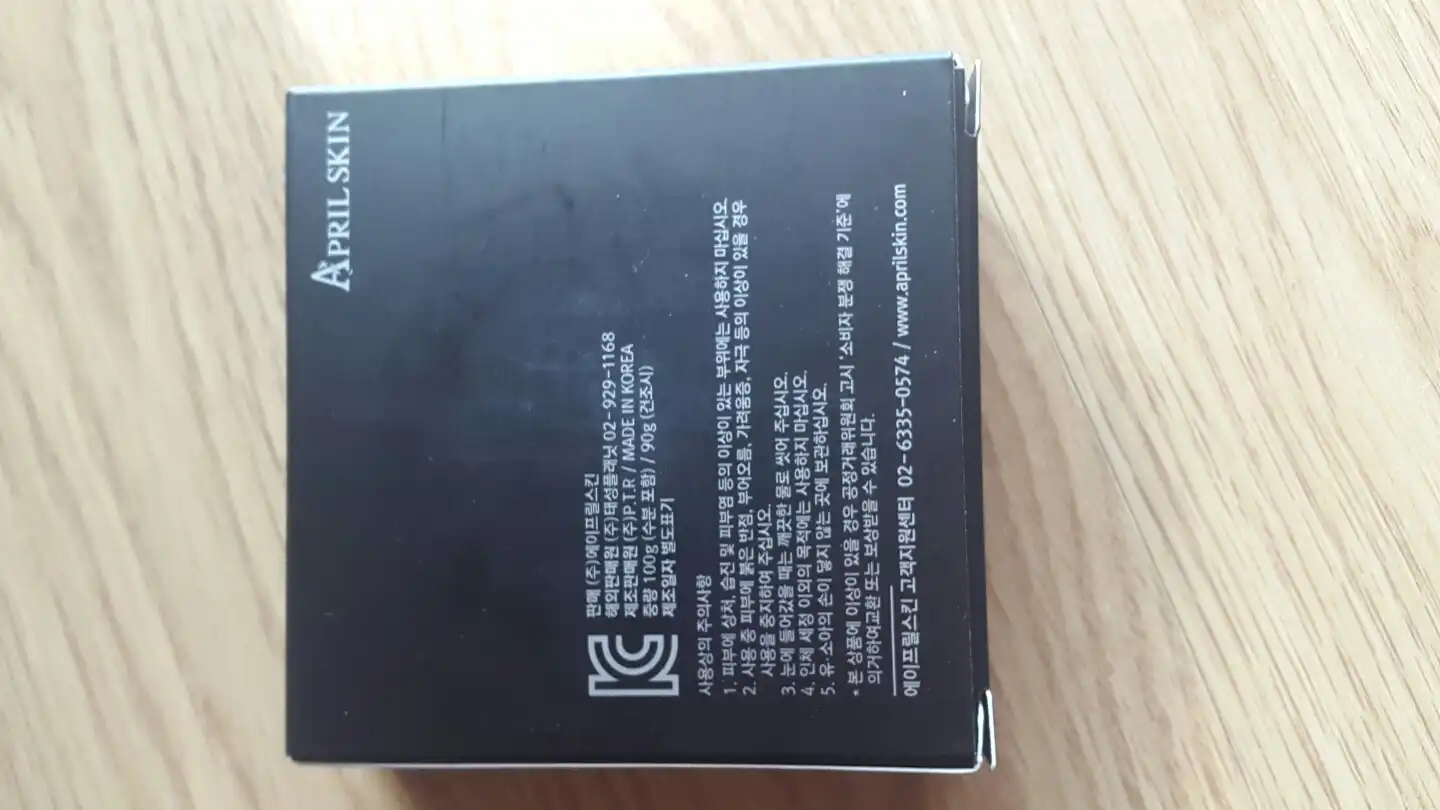 APRIL SKIN
판매 (주)에이프릴스킨
해외판매원 (주)태성플래닛 02-929-1168
제조판매원 (주)P.T.R / MADE IN KOREA
중량 100g (수분 포함) / 90g (건조시)
제조일자 별도표기
사용상의 주의사항
1. 피부에 상처, 습진 및 피부염 등의 이상이 있는 부위에는 사용하지 마십시오.
2. 사용 중 피부에 붉은 반점, 부어오름, 가려움증, 자극 등의 이상이 있을 경우
사용을 중지하여 주십시오.
3. 눈에 들어갔을 때는 깨끗한 물로 씻어 주십시오.
4. 인체 세정 이외의 목적에는 사용하지 마십시오.
5. 유·소아의 손이 닿지 않는 곳에 보관하십시오.
* 본 상품에 이상이 있을 경우 공정거래위원회 고시 '소비자 분쟁 해결 기준'에
의거하여교환 또는 보상받을 수 있습니다.
에이프릴스킨 고객지원센터 02-6335-0574 / www.aprilskin.com